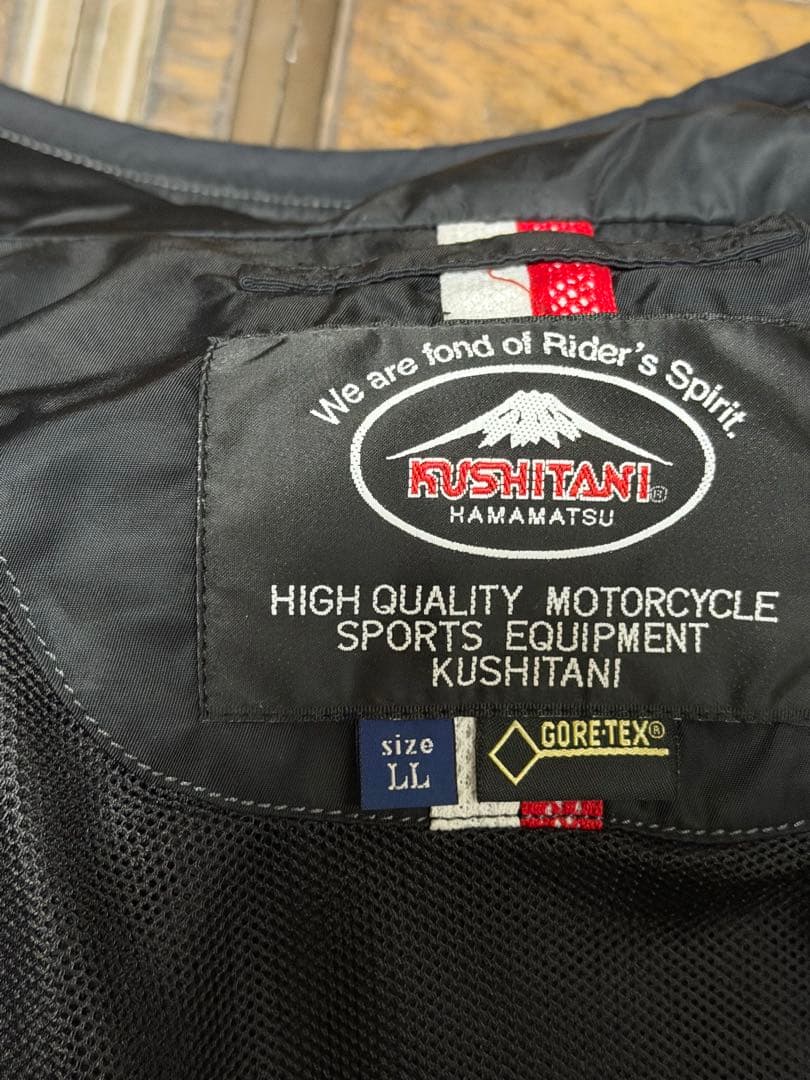 We are fond of Rider's Spirit.
KUSHITANI®
HAMAMATSU
HIGH QUALITY MOTORCYCLE
SPORTS EQUIPMENT
KUSHITANI
size
LL
GORE-TEX®